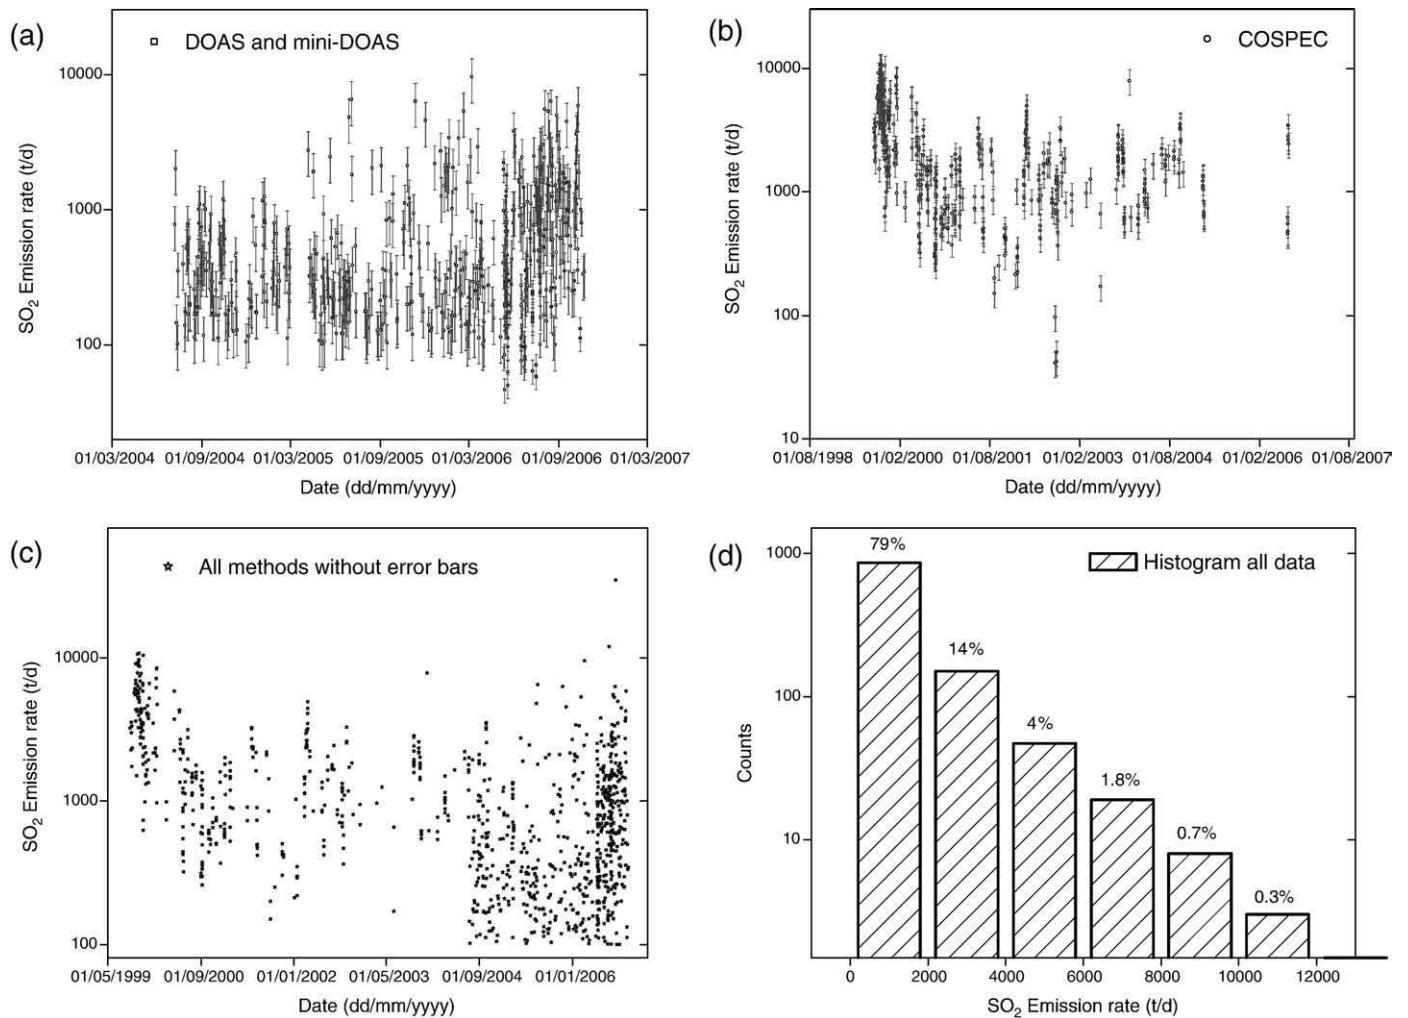 (a)
DOAS and mini-DOAS
10000
1000
100
SO2 Emission rate (t/d)
01/03/2004 01/09/2004 01/03/2005 01/09/2005 01/03/2006 01/09/2006 01/03/2007
Date (dd/mm/yyyy)
(b)
COSPEC
10000
1000
100
10
SO2 Emission rate (t/d)
01/08/1998 01/02/2000 01/08/2001 01/02/2003 01/08/2004 01/02/2006 01/08/2007
Date (dd/mm/yyyy)
(c)
All methods without error bars
10000
1000
100
SO2 Emission rate (t/d)
01/05/1999 01/09/2000 01/01/2002 01/05/2003 01/09/2004 01/01/2006
Date (dd/mm/yyyy)
(d)
Histogram all data
1000
100
10
Counts
79%
14%
4%
1.8%
0.7%
0.3%
0 2000 4000 6000 8000 10000 12000
SO2 Emission rate (t/d)